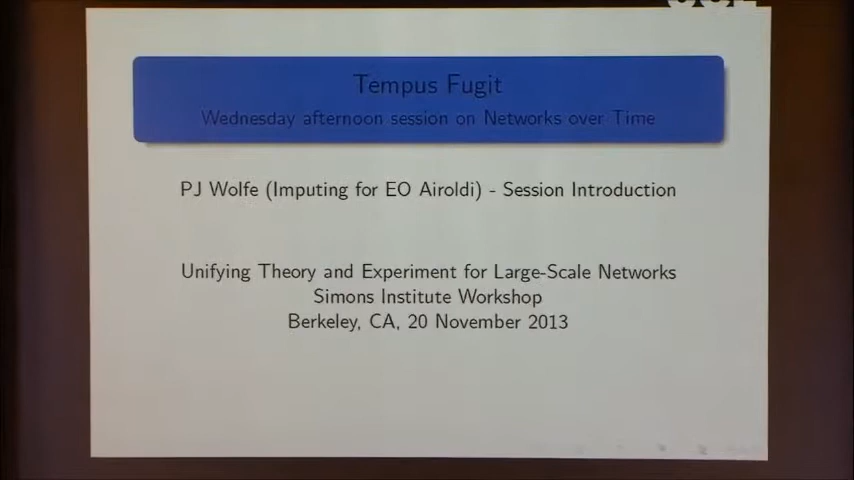 Tempus Fugit
Wednesday afternoon session on Networks over Time
PJ Wolfe (Imputing for EO Airoldi) - Session Introduction
Unifying Theory and Experiment for Large-Scale Networks
Simons Institute Workshop
Berkeley, CA, 20 November 2013